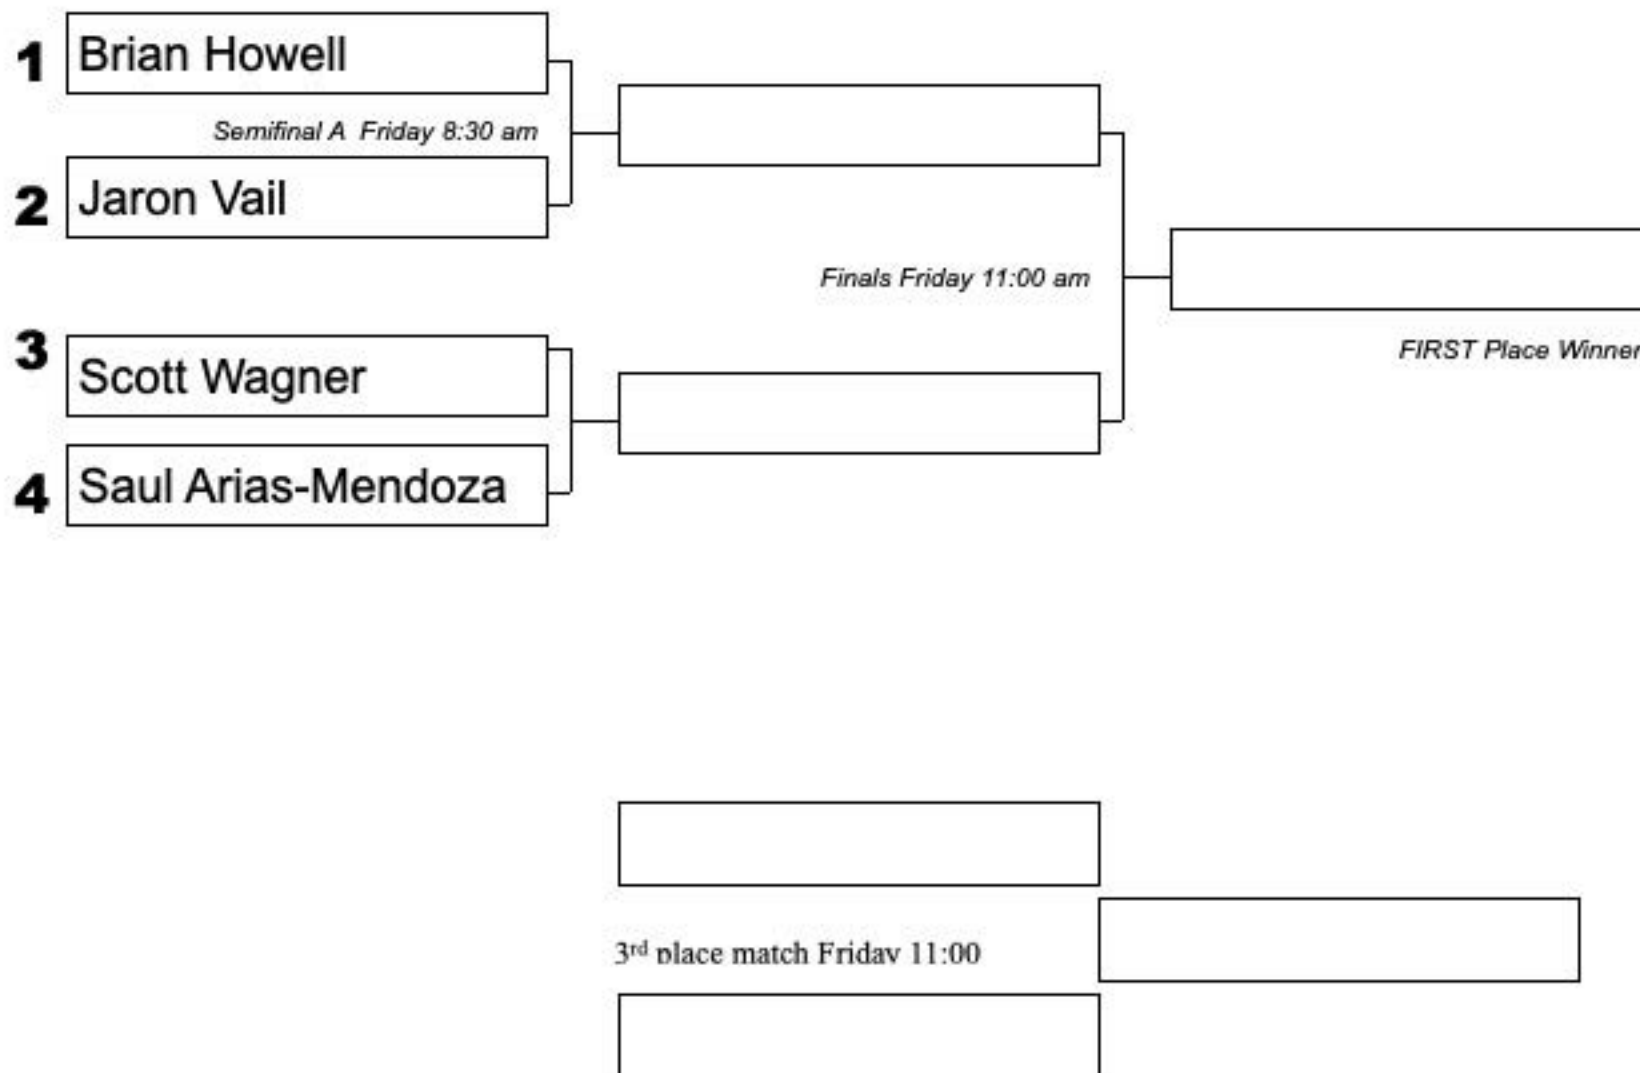 1 Brian Howell
Semifinal A Friday 8:30 am
2 Jaron Vail
Finals Friday 11:00 am
3 Scott Wagner
FIRST Place Winner
4 Saul Arias-Mendoza
3rd place match Friday 11:00